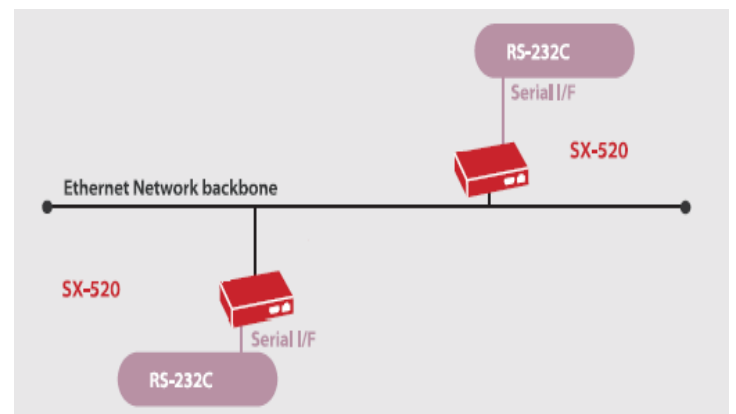 RS-232C
Serial I/F
SX-520
Ethernet Network backbone
SX-520
Serial I/F
RS-232C